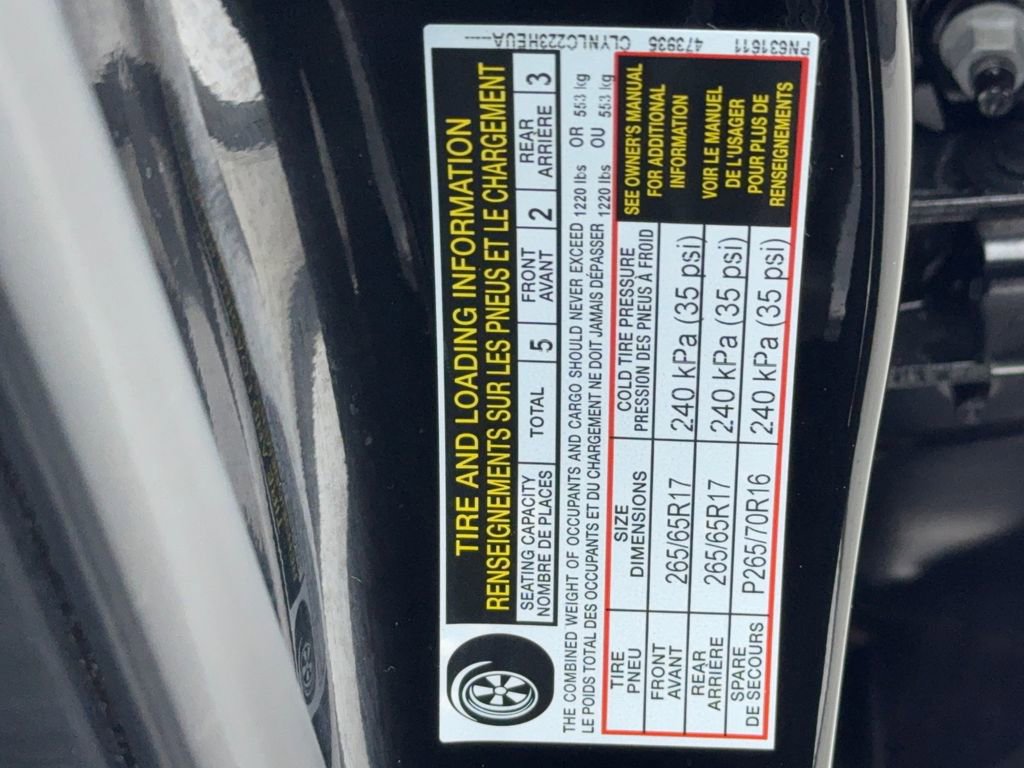 TIRE AND LOADING INFORMATION
RENSEIGNEMENTS SUR LES PNEUS ET LE CHARGEMENT
SEATING CAPACITY
NOMBRE DE PLACES
TOTAL 5
FRONT
AVANT
2
REAR
ARRIÈRE
3
THE COMBINED WEIGHT OF OCCUPANTS AND CARGO SHOULD NEVER EXCEED 1220 lbs OR 553 kg
LE POIDS TOTAL DES OCCUPANTS ET DU CHARGEMENT NE DOIT JAMAIS DÉPASSER 1220 lbs OU 553 kg
TIRE
PNEU
SIZE
DIMENSIONS
COLD TIRE PRESSURE
PRESSION DES PNEUS À FROID
FRONT
AVANT
265/65R17 240 kPa (35 psi)
REAR
ARRIÈRE
265/65R17 240 kPa (35 psi)
SPARE
DE SECOURS
P265/70R16 240 kPa (35 psi)
SEE OWNER'S MANUAL
FOR ADDITIONAL
INFORMATION
VOIR LE MANUEL
DE L'USAGER
POUR PLUS DE
RENSEIGNEMENTS
PN631611 473935 CLYNLC223HEUA----